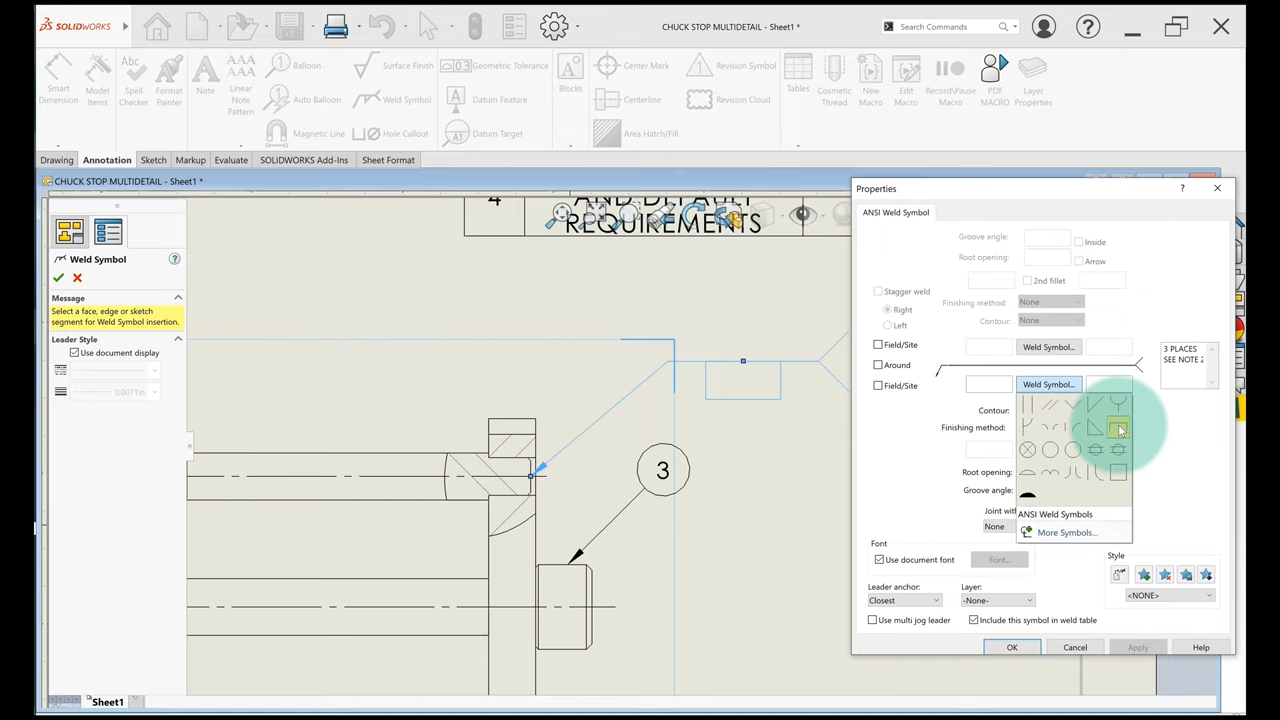 SOLIDWORKS
CHUCK STOP MULTIDETAIL - Sheet1 *
Search Commands
Smart Dimension
Model Items
Abc
Spell Checker
Format Painter
Note
AAA
AAA
Linear Note Pattern
Balloon
Auto Balloon
Magnetic Line
Surface Finish
Weld Symbol
Hole Callout
Geometric Tolerance
Datum Feature
Datum Target
Blocks
Center Mark
Centerline
Area Hatch/Fill
Revision Symbol
Revision Cloud
Tables
Cosmetic Thread
New Macro
Edit Macro
Record/Pause Macro
PDF MACRO
Layer Properties
Drawing
Annotation
Sketch
Markup
Evaluate
SOLIDWORKS Add-Ins
Sheet Format
CHUCK STOP MULTIDETAIL - Sheet1 *
Weld Symbol
Message
Select a face, edge or sketch
segment for Weld Symbol insertion.
Leader Style
Use document display
0.0071in
4
AND DEFAULT
REQUIREMENTS
3
Properties
ANSI Weld Symbol
Groove angle:
Inside
Root opening:
Arrow
2nd fillet
Stagger weld
Right
Left
Finishing method:
None
Contour:
None
Field/Site
Weld Symbol...
Around
Field/Site
Weld Symbol...
3 PLACES
SEE NOTE 2
Contour:
Finishing method:
Root opening:
Groove angle:
None
ANSI Weld Symbols
More Symbols...
Font
Use document font
Font...
Style
<NONE>
Leader anchor:
Closest
Layer:
-None-
Use multi jog leader
Include this symbol in weld table
OK
Cancel
Apply
Help
Sheet1